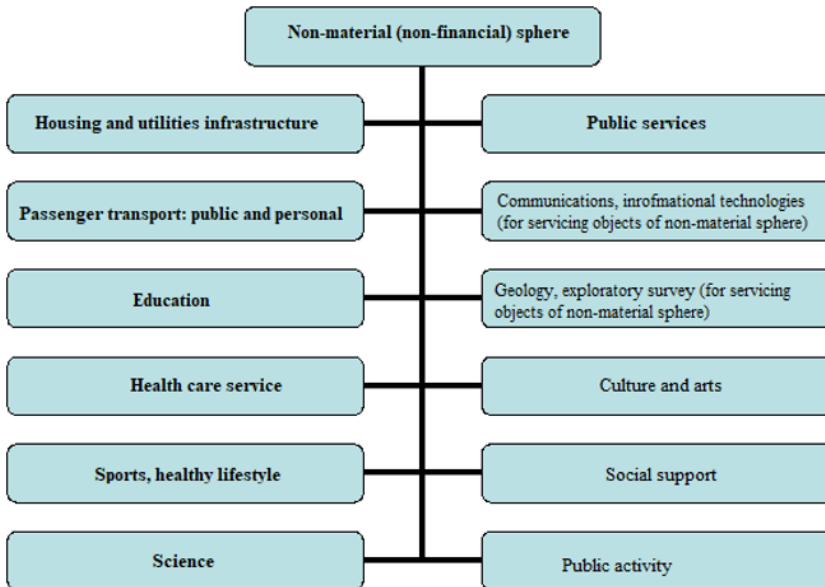 Non-material (non-financial) sphere
Housing and utilities infrastructure
Public services
Passenger transport: public and personal
Communications, inrofmational technologies
(for servicing objects of non-material sphere)
Education
Geology, exploratory survey (for servicing
objects of non-material sphere)
Health care service
Culture and arts
Sports, healthy lifestyle
Social support
Science
Public activity